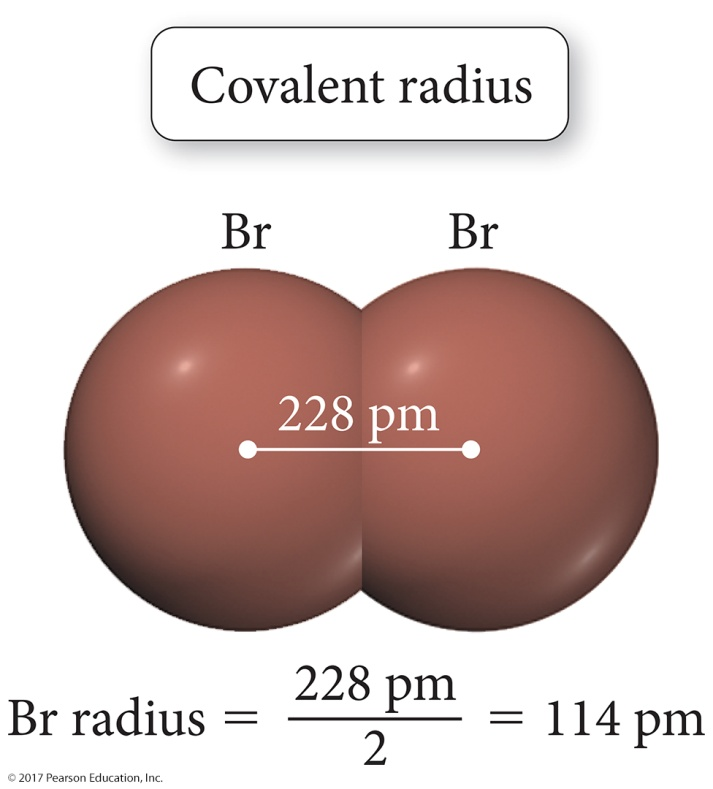 Covalent radius
Br Br
228 pm
Br radius = 228 pm / 2 = 114 pm
© 2017 Pearson Education, Inc.